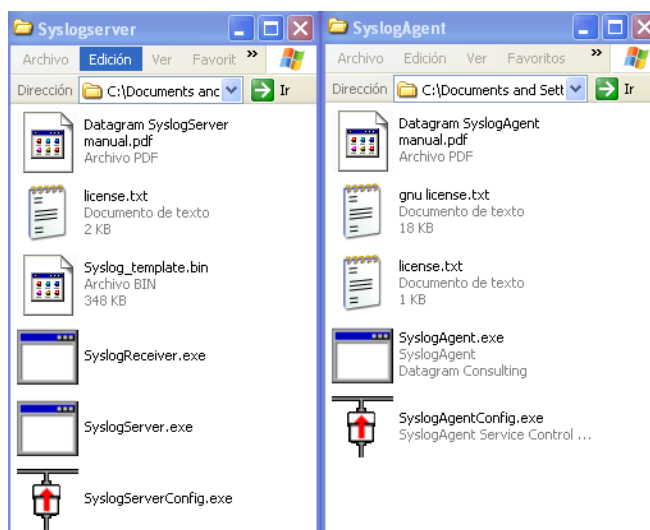 Syslogserver
Archivo Edición Ver Favorit »
Dirección C:\Documents anc Ir
Datagram SyslogServer
manual.pdf
Archivo PDF
license.txt
Documento de texto
2 KB
Syslog_template.bin
Archivo BIN
348 KB
SyslogReceiver.exe
SyslogServer.exe
SyslogServerConfig.exe
SyslogAgent
Archivo Edición Ver Favoritos »
Dirección C:\Documents and Sett Ir
Datagram SyslogAgent
manual.pdf
Archivo PDF
gnu license.txt
Documento de texto
18 KB
license.txt
Documento de texto
1 KB
SyslogAgent.exe
SyslogAgent
Datagram Consulting
SyslogAgentConfig.exe
SyslogAgent Service Control ...